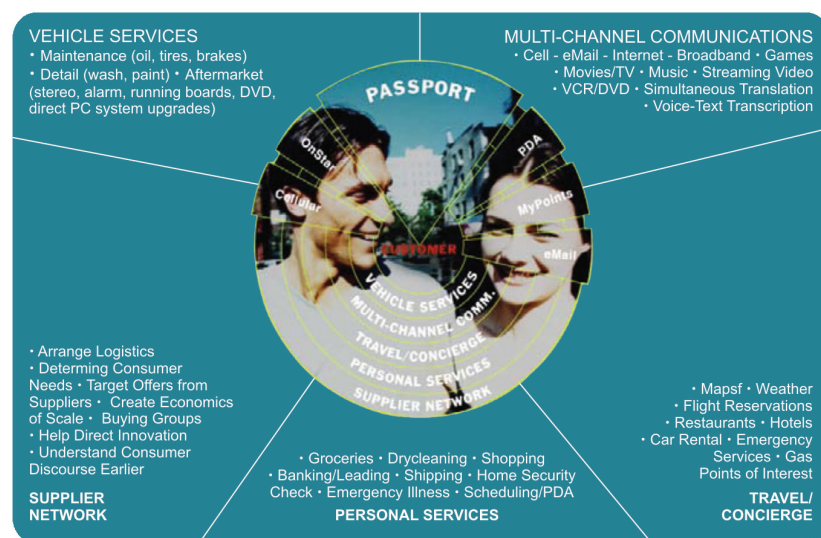 VEHICLE SERVICES
• Maintenance (oil, tires, brakes)
• Detail (wash, paint) • Aftermarket
(stereo, alarm, running boards, DVD,
direct PC system upgrades)
MULTI-CHANNEL COMMUNICATIONS
• Cell - eMail - Internet - Broadband • Games
• Movies/TV • Music • Streaming Video
• VCR/DVD • Simultaneous Translation
• Voice-Text Transcription
PASSPORT
OnStar
PDA
Cellular
MyPoints
CUSTOMER
eMail
VEHICLE SERVICES
MULTI-CHANNEL COMM.
TRAVEL/CONCIERGE
PERSONAL SERVICES
SUPPLIER NETWORK
• Arrange Logistics
• Determing Consumer
Needs • Target Offers from
Suppliers • Create Economics
of Scale • Buying Groups
• Help Direct Innovation
• Understand Consumer
Discourse Earlier
SUPPLIER
NETWORK
• Groceries • Drycleaning • Shopping
• Banking/Leading • Shipping • Home Security
Check • Emergency Illness • Scheduling/PDA
PERSONAL SERVICES
• Mapsf • Weather
• Flight Reservations
• Restaurants • Hotels
• Car Rental • Emergency
Services • Gas
Points of Interest
TRAVEL/
CONCIERGE